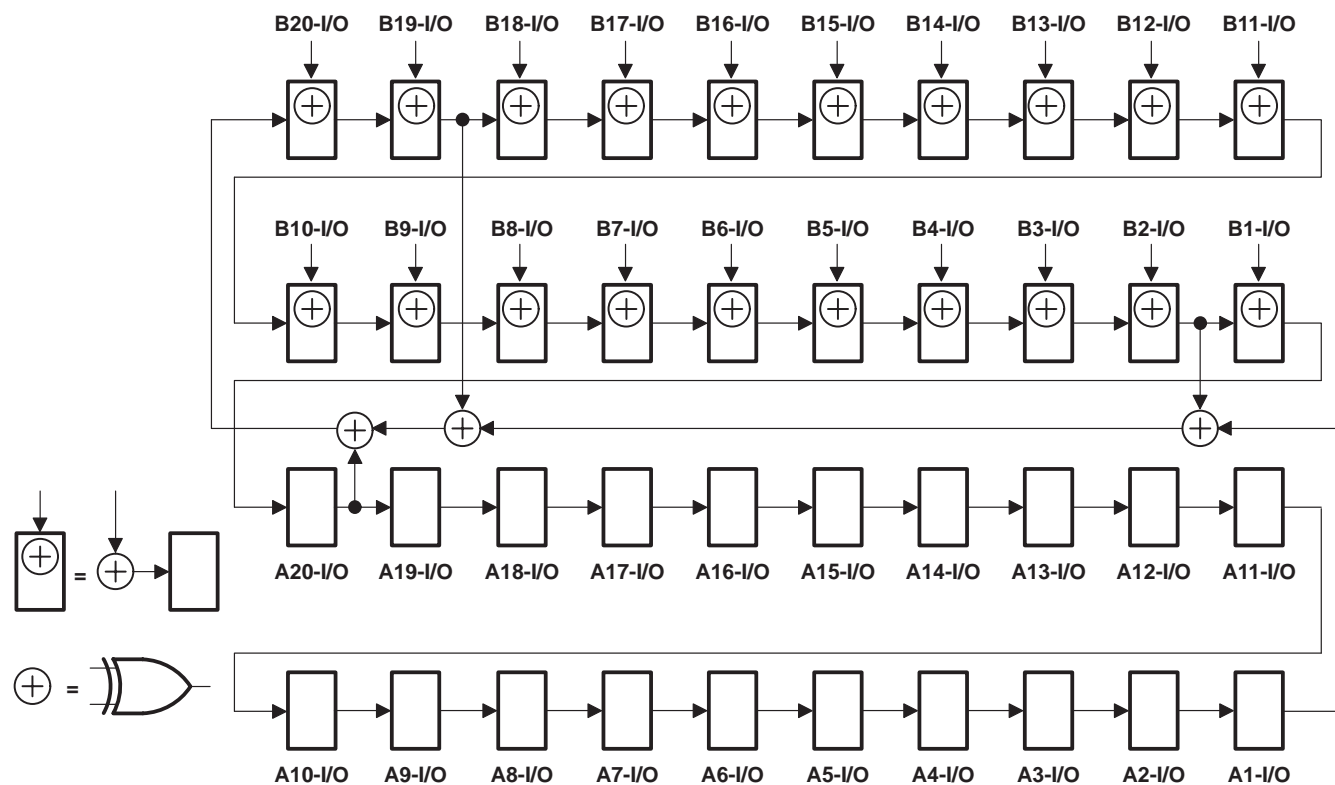 B20-I/O B19-I/O B18-I/O B17-I/O B16-I/O B15-I/O B14-I/O B13-I/O B12-I/O B11-I/O
B10-I/O B9-I/O B8-I/O B7-I/O B6-I/O B5-I/O B4-I/O B3-I/O B2-I/O B1-I/O
=
A20-I/O A19-I/O A18-I/O A17-I/O A16-I/O A15-I/O A14-I/O A13-I/O A12-I/O A11-I/O
=
A10-I/O A9-I/O A8-I/O A7-I/O A6-I/O A5-I/O A4-I/O A3-I/O A2-I/O A1-I/O